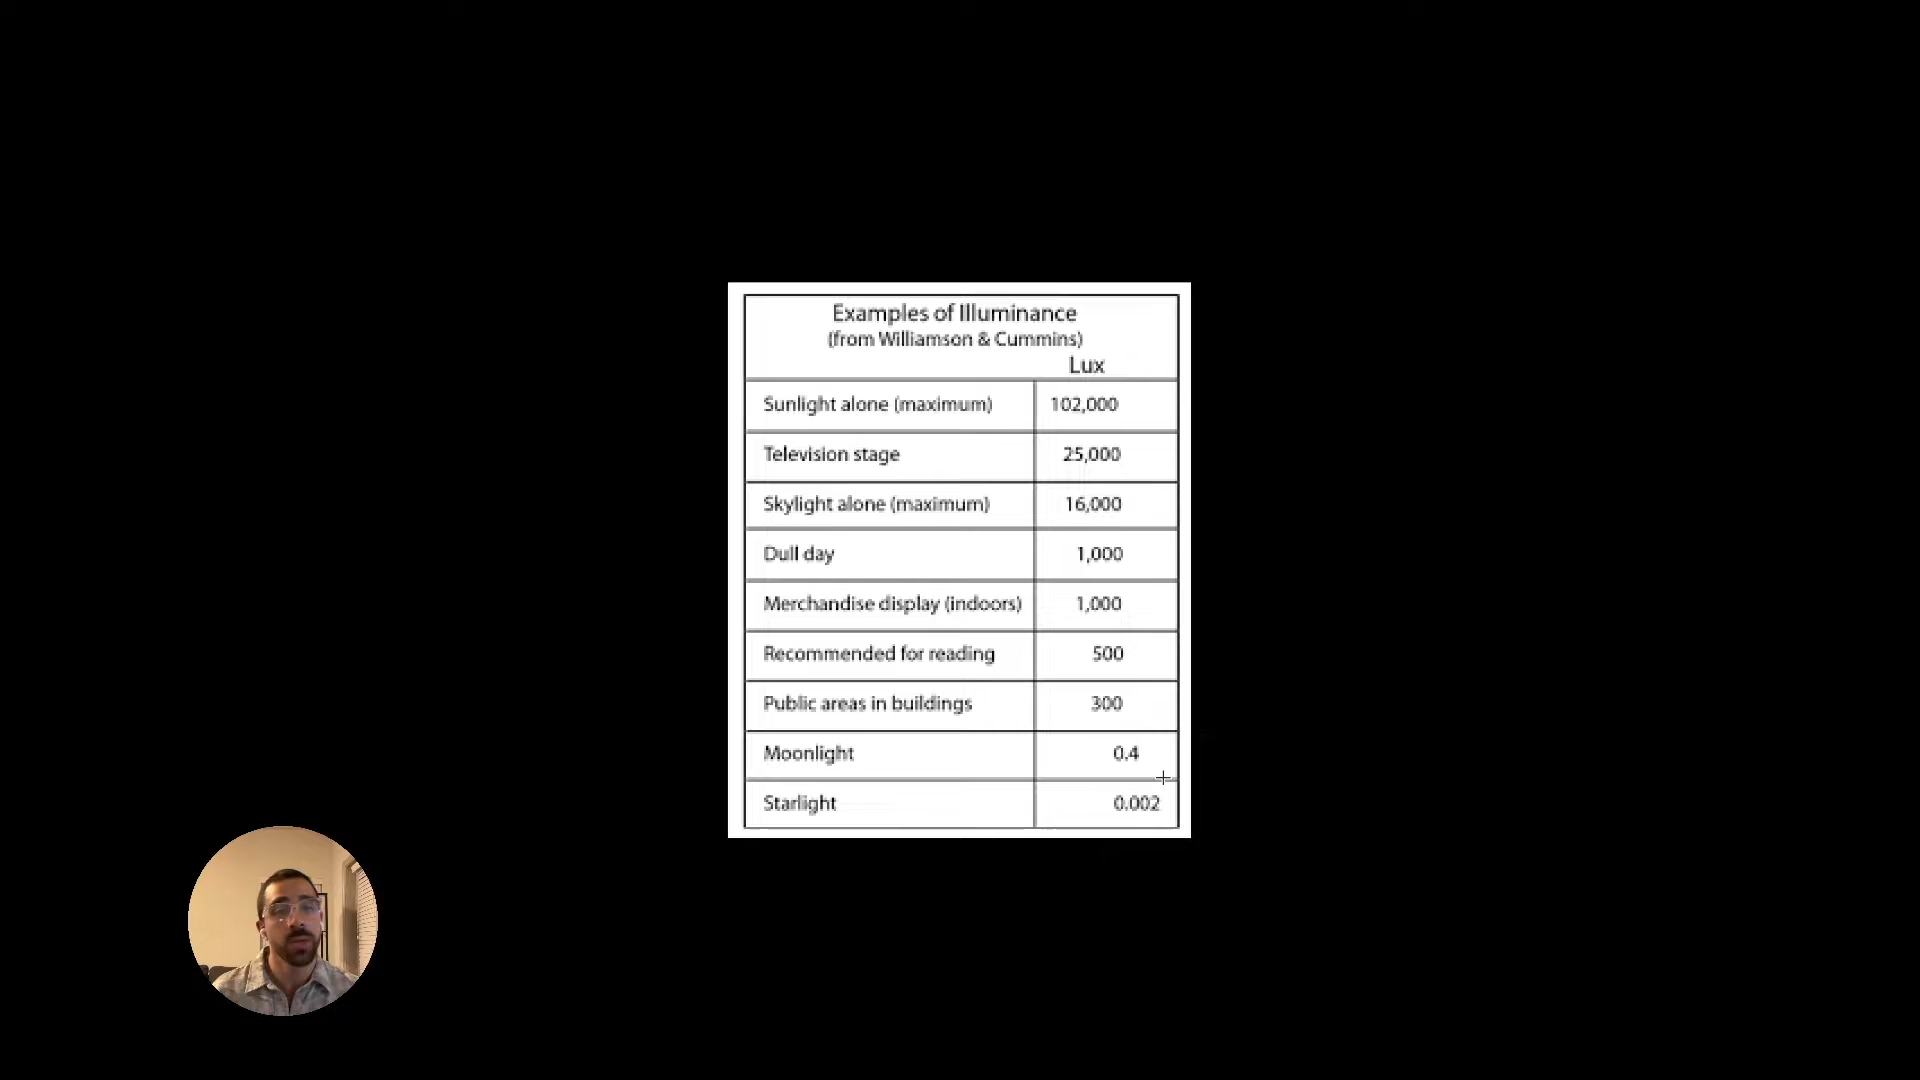 Examples of Illuminance
(from Williamson & Cummins)
Lux
Sunlight alone (maximum) 102,000
Television stage 25,000
Skylight alone (maximum) 16,000
Dull day 1,000
Merchandise display (indoors) 1,000
Recommended for reading 500
Public areas in buildings 300
Moonlight 0.4
Starlight 0.002